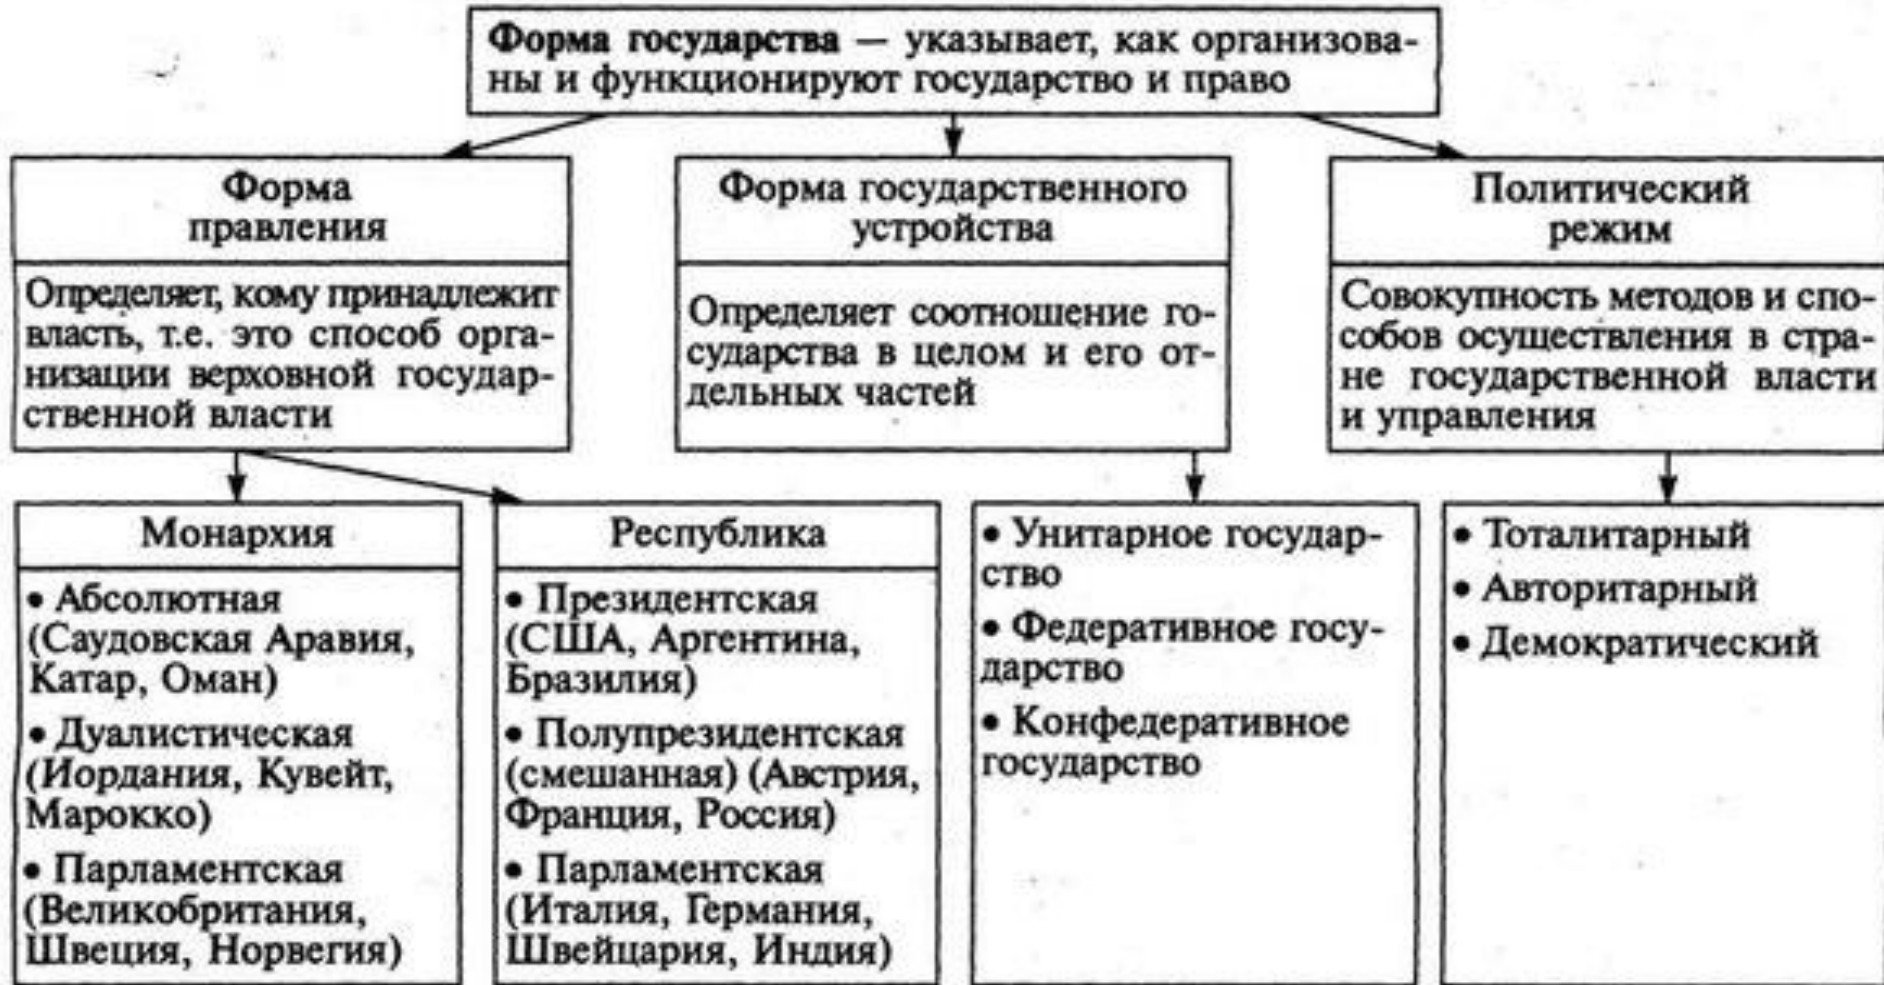 Форма государства — указывает, как организова-
ны и функционируют государство и право
Форма
правления
Определяет, кому принадлежит
власть, т.е. это способ орга-
низации верховной государ-
ственной власти
Форма государственного
устройства
Определяет соотношение го-
сударства в целом и его от-
дельных частей
Политический
режим
Совокупность методов и спо-
собов осуществления в стра-
не государственной власти
и управления
Монархия
• Абсолютная
(Саудовская Аравия,
Катар, Оман)
• Дуалистическая
(Иордания, Кувейт,
Марокко)
• Парламентская
(Великобритания,
Швеция, Норвегия)
Республика
• Президентская
(США, Аргентина,
Бразилия)
• Полупрезидентская
(смешанная) (Австрия,
Франция, Россия)
• Парламентская
(Италия, Германия,
Швейцария, Индия)
• Унитарное государ-
ство
• Федеративное госу-
дарство
• Конфедеративное
государство
• Тоталитарный
• Авторитарный
• Демократический